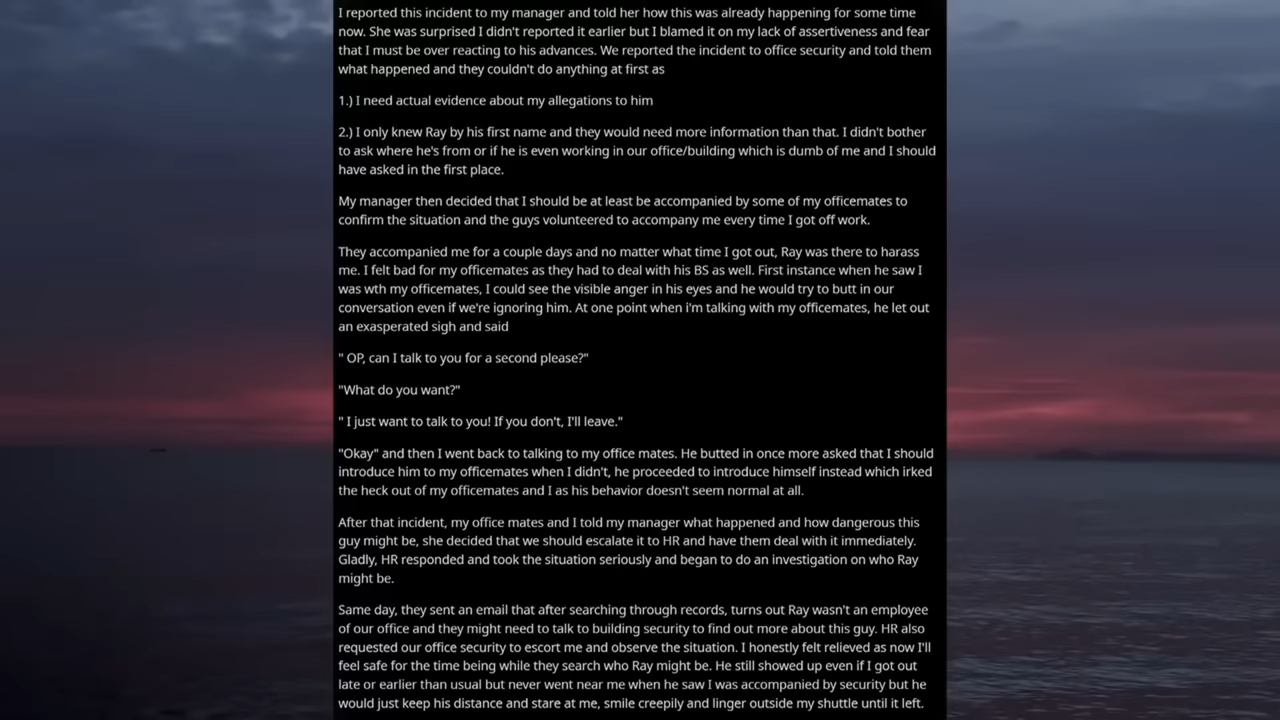 I reported this incident to my manager and told her how this was already happening for some time
now. She was surprised I didn't reported it earlier but I blamed it on my lack of assertiveness and fear
that I must be over reacting to his advances. We reported the incident to office security and told them
what happened and they couldn't do anything at first as
1.) I need actual evidence about my allegations to him
2.) I only knew Ray by his first name and they would need more information than that. I didn't bother
to ask where he's from or if he is even working in our office/building which is dumb of me and I should
have asked in the first place.
My manager then decided that I should be at least be accompanied by some of my officemates to
confirm the situation and the guys volunteered to accompany me every time I got off work.
They accompanied me for a couple days and no matter what time I got out, Ray was there to harass
me. I felt bad for my officemates as they had to deal with his BS as well. First instance when he saw I
was wth my officemates, I could see the visible anger in his eyes and he would try to butt in our
conversation even if we're ignoring him. At one point when i'm talking with my officemates, he let out
an exasperated sigh and said
" OP, can I talk to you for a second please?"
"What do you want?"
" I just want to talk to you! If you don't, I'll leave."
"Okay" and then I went back to talking to my office mates. He butted in once more asked that I should
introduce him to my officemates when I didn't, he proceeded to introduce himself instead which irked
the heck out of my officemates and I as his behavior doesn't seem normal at all.
After that incident, my office mates and I told my manager what happened and how dangerous this
guy might be, she decided that we should escalate it to HR and have them deal with it immediately.
Gladly, HR responded and took the situation seriously and began to do an investigation on who Ray
might be.
Same day, they sent an email that after searching through records, turns out Ray wasn't an employee
of our office and they might need to talk to building security to find out more about this guy. HR also
requested our office security to escort me and observe the situation. I honestly felt relieved as now I'll
feel safe for the time being while they search who Ray might be. He still showed up even if I got out
late or earlier than usual but never went near me when he saw I was accompanied by security but he
would just keep his distance and stare at me, smile creepily and linger outside my shuttle until it left.